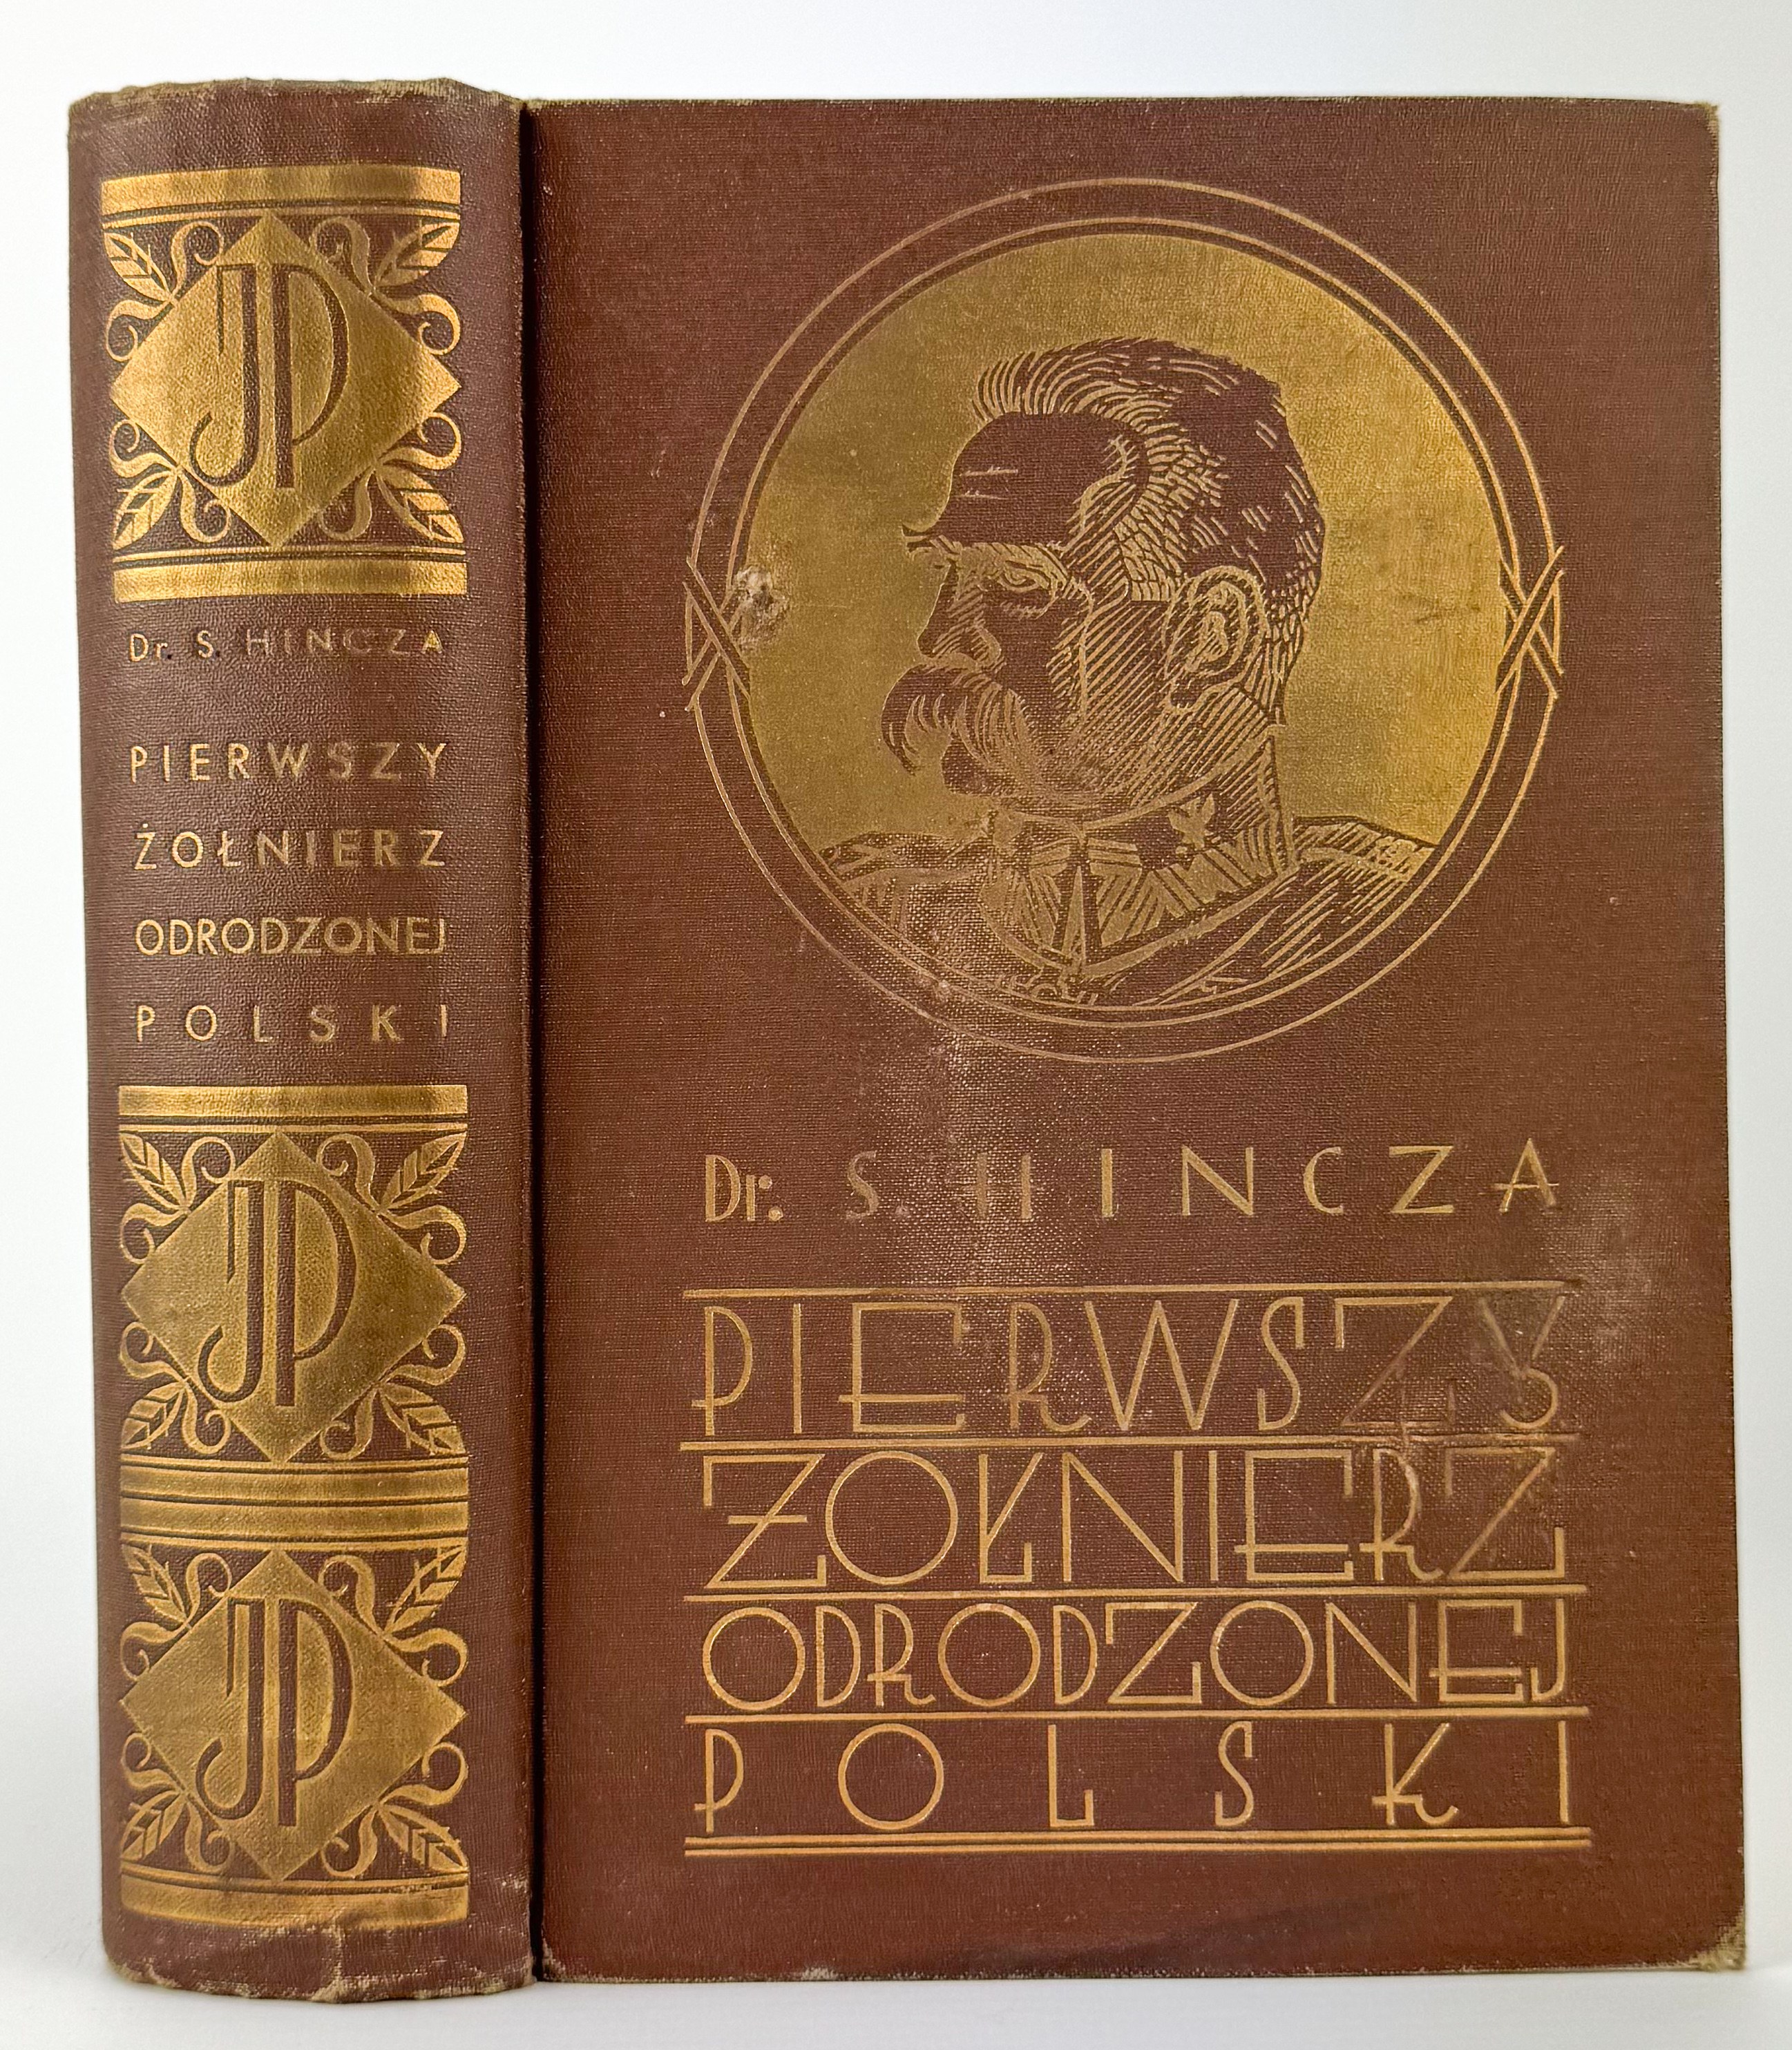 JP
Dr. S. HINCZA
PIERWSZY
ŻOŁNIERZ
ODRODZONEJ
POLSKI
JP
JP
Dr. S. HINCZA
PIERWSZY
ŻOŁNIERZ
ODRODZONEJ
POLSKI